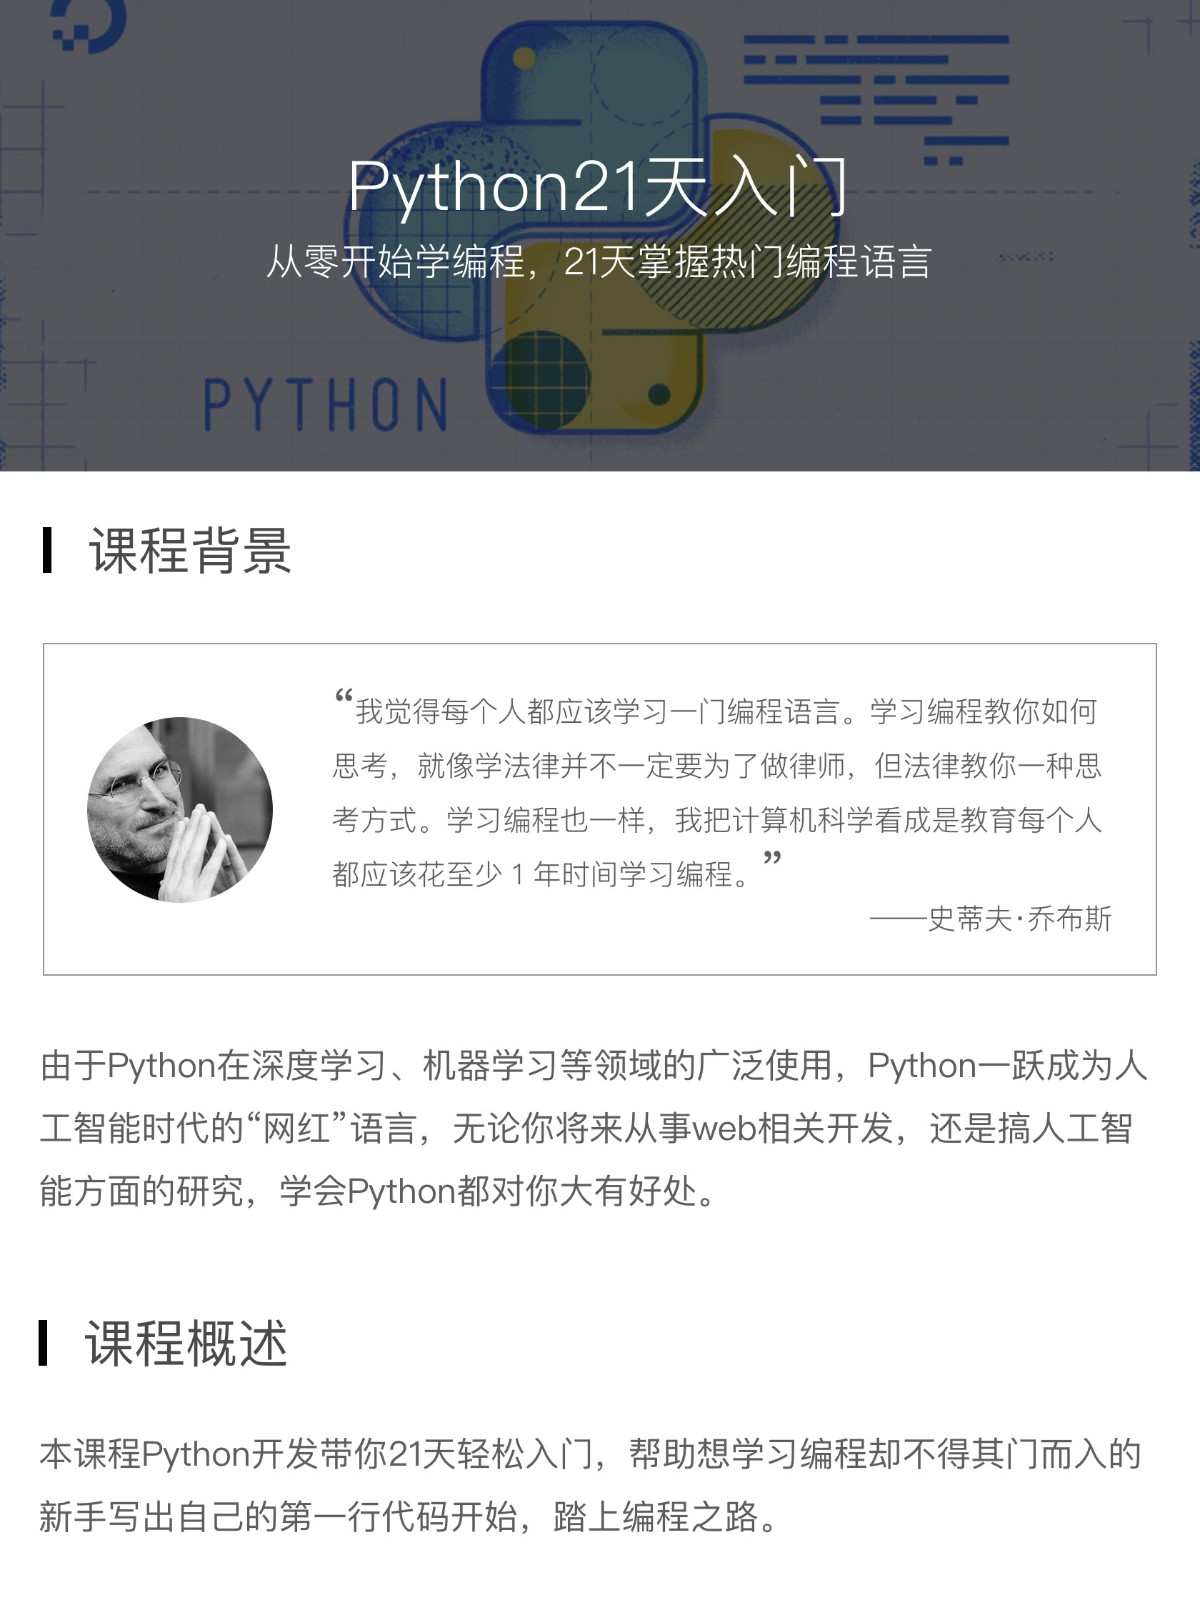 Python21天入门
从零开始学编程，21天掌握热门编程语言
PYTHON
课程背景
“我觉得每个人都应该学习一门编程语言。学习编程教你如何
思考，就像学法律并不一定要为了做律师，但法律教你一种思
考方式。学习编程也一样，我把计算机科学看成是教育每个人
都应该花至少 1 年时间学习编程。”
——史蒂夫·乔布斯
由于Python在深度学习、机器学习等领域的广泛使用，Python一跃成为人
工智能时代的“网红”语言，无论你将来从事web相关开发，还是搞人工智
能方面的研究，学会Python都对你大有好处。
课程概述
本课程Python开发带你21天轻松入门，帮助想学习编程却不得其门而入的
新手写出自己的第一行代码开始，踏上编程之路。